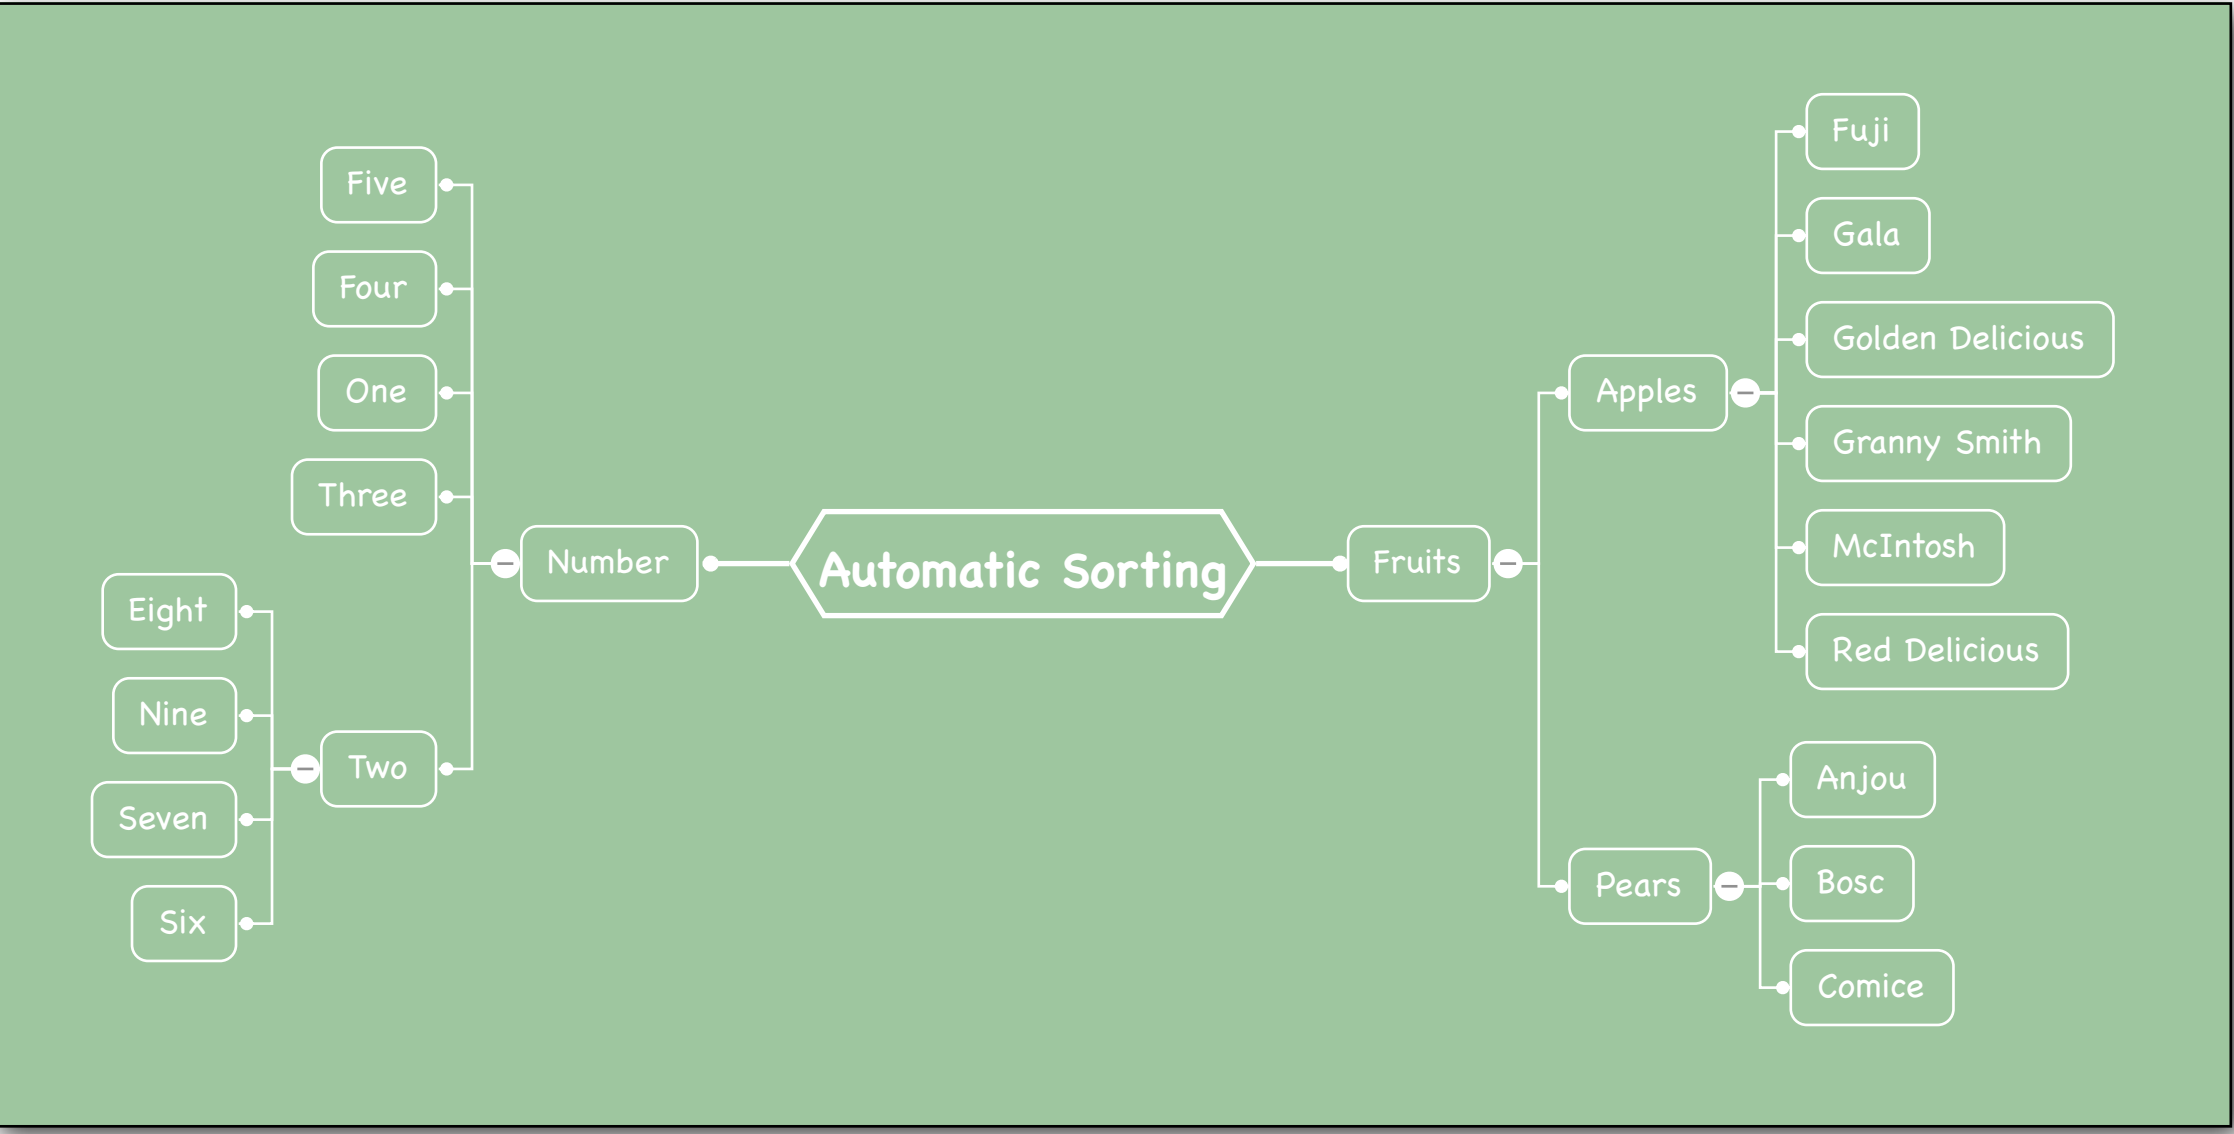 Automatic Sorting
Number
Five
Four
One
Three
Two
Eight
Nine
Seven
Six
Fruits
Apples
Fuji
Gala
Golden Delicious
Granny Smith
McIntosh
Red Delicious
Pears
Anjou
Bosc
Comice